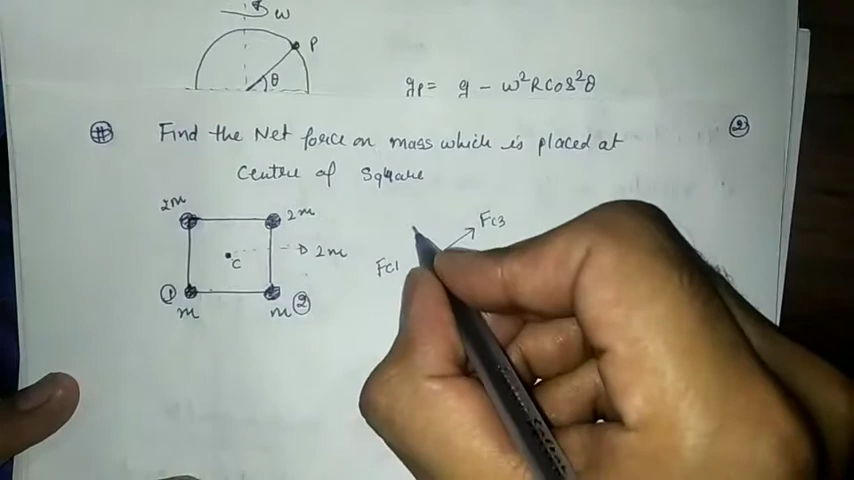 w
P
θ
gp= g - w²Rcos²θ
# Find the Net force on mass which is placed at
Centre of Square
2
2m 2m
c 2m
1 m m 2
Fc3
Fc1